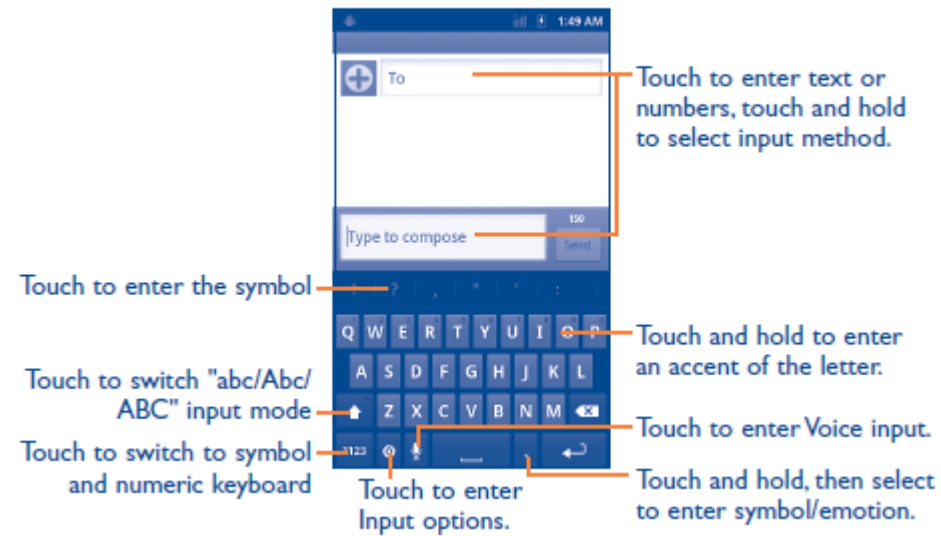 1:49 AM
To
Touch to enter text or
numbers, touch and hold
to select input method.
150
Type to compose
Send
Touch to enter the symbol
? , " ' :
Q W E R T Y U I O P
Touch and hold to enter
an accent of the letter.
A S D F G H J K L
Touch to switch "abc/Abc/
ABC" input mode
Z X C V B N M
Touch to enter Voice input.
Touch to switch to symbol
and numeric keyboard
?123
.
Touch and hold, then select
to enter symbol/emotion.
Touch to enter
Input options.